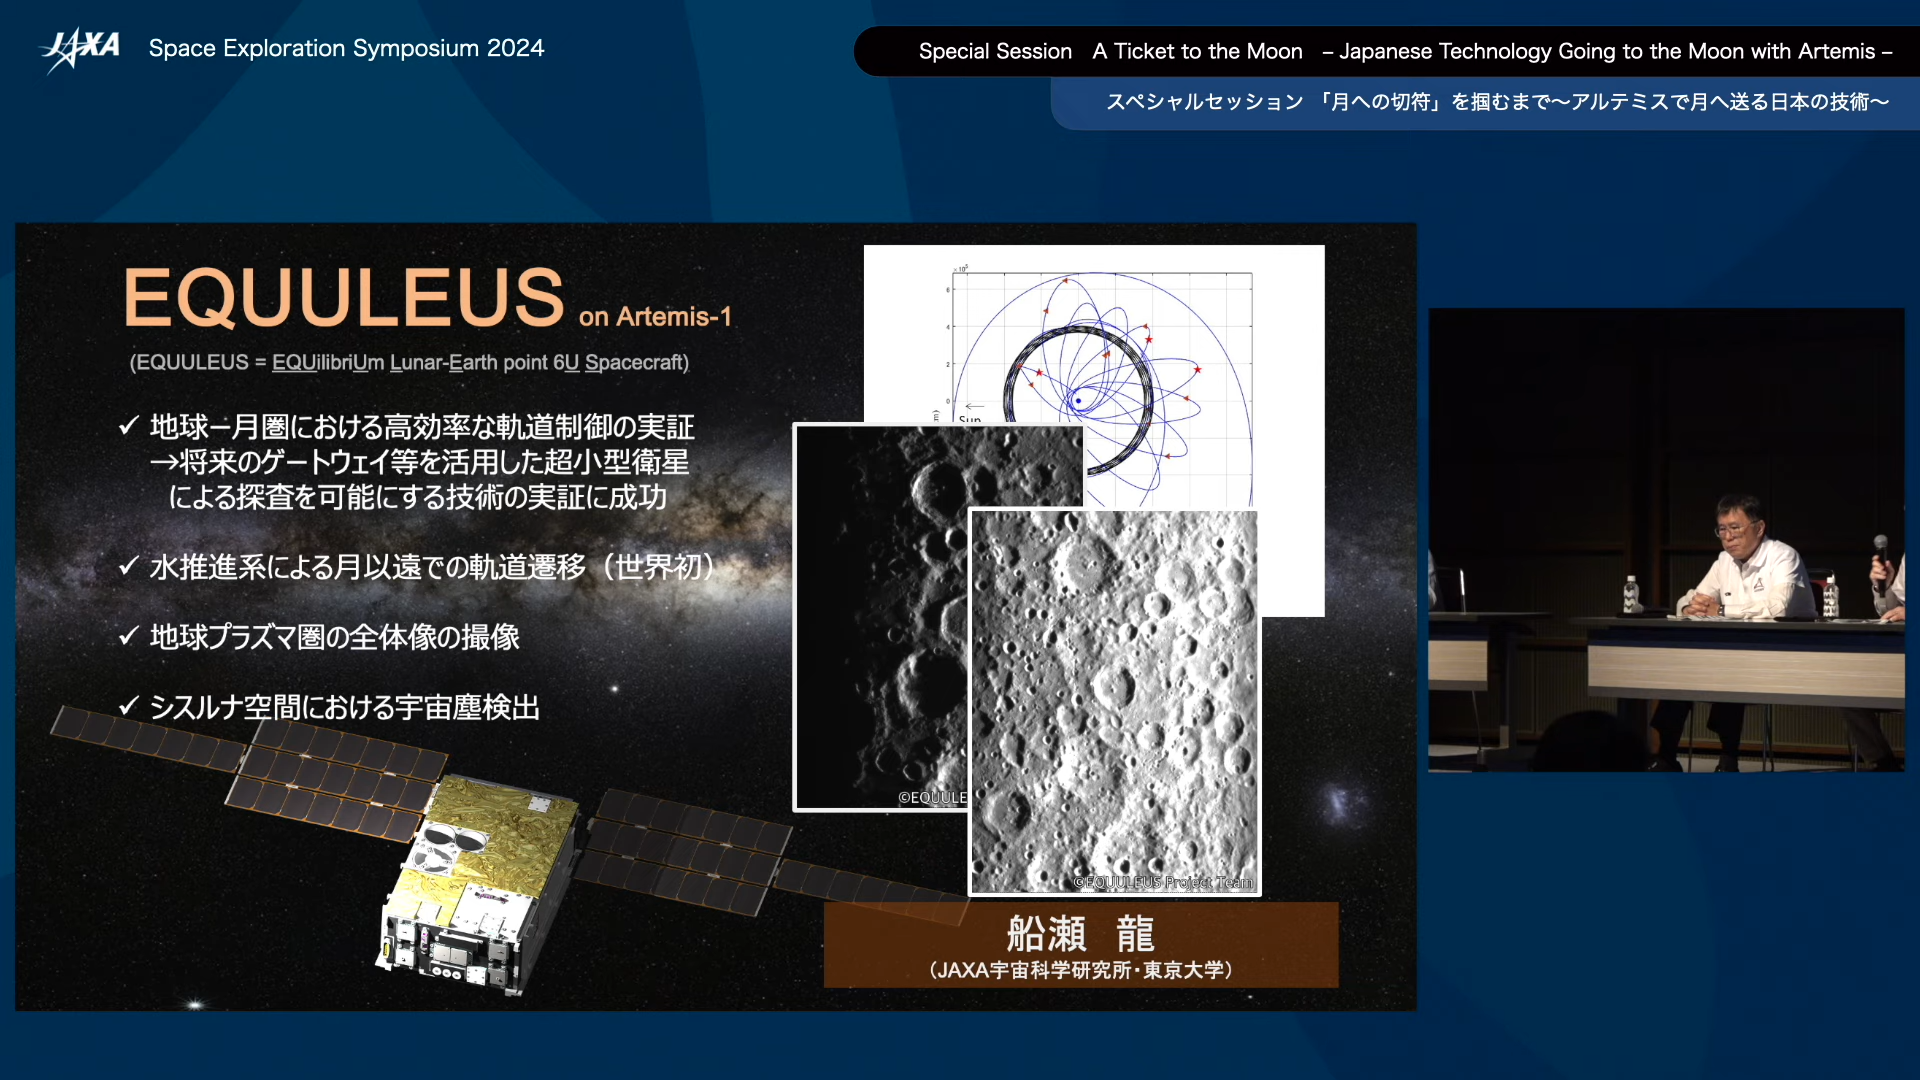 JAXA
Space Exploration Symposium 2024
Special Session A Ticket to the Moon – Japanese Technology Going to the Moon with Artemis –
スペシャルセッション 「月への切符」を掴むまで～アルテミスで月へ送る日本の技術～
EQUULEUS on Artemis-1
(EQUULEUS = EQUilibriUm Lunar-Earth point 6U Spacecraft)
✓ 地球－月圏における高効率な軌道制御の実証
→将来のゲートウェイ等を活用した超小型衛星
による探査を可能にする技術の実証に成功
✓ 水推進系による月以遠での軌道遷移（世界初）
✓ 地球プラズマ圏の全体像の撮像
✓ シスルナ空間における宇宙塵検出
6
4
2
0
Sun
©EQUULE
©EQUULEUS Project Team
船瀬 龍
（JAXA宇宙科学研究所・東京大学）